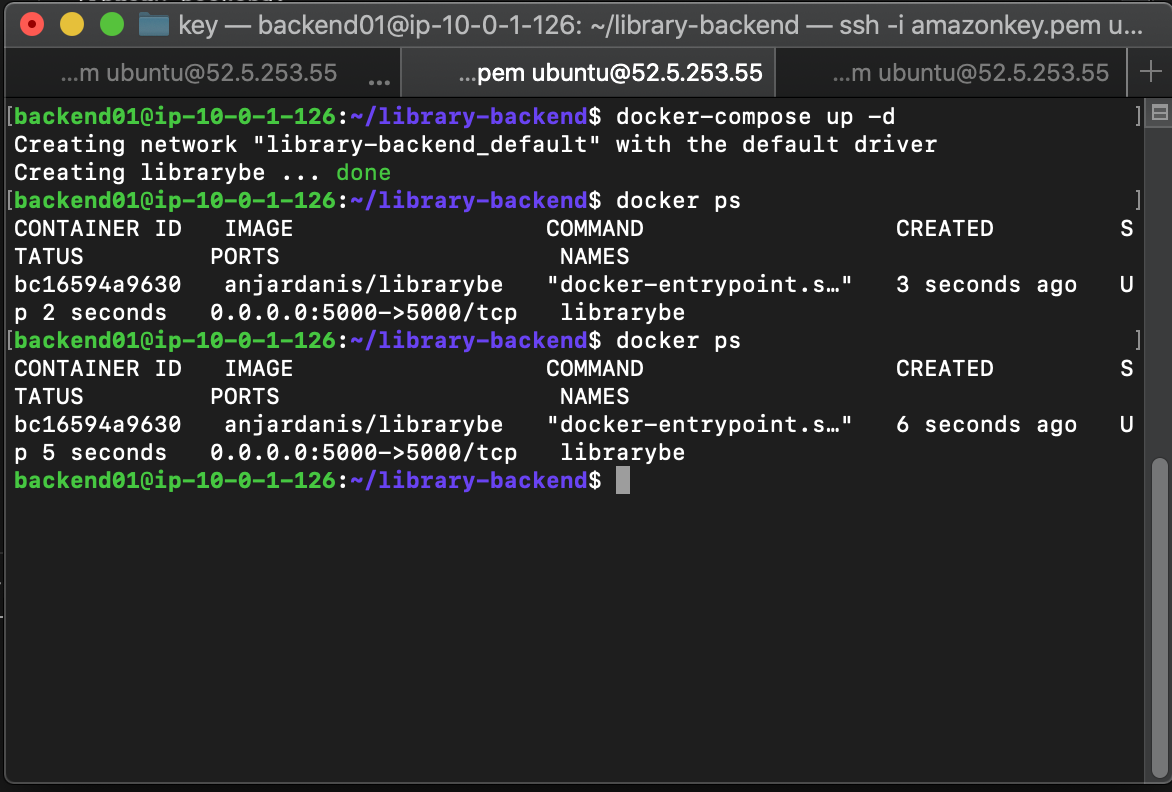 key — backend01@ip-10-0-1-126: ~/library-backend — ssh -i amazonkey.pem u...
...m ubuntu@52.5.253.55 ... ...pem ubuntu@52.5.253.55 ...m ubuntu@52.5.253.55 +
[backend01@ip-10-0-1-126:~/library-backend$ docker-compose up -d ]
Creating network "library-backend_default" with the default driver
Creating librarybe ... done
[backend01@ip-10-0-1-126:~/library-backend$ docker ps ]
CONTAINER ID   IMAGE                  COMMAND                  CREATED         S
TATUS         PORTS                    NAMES
bc16594a9630   anjardanis/librarybe   "docker-entrypoint.s…"   3 seconds ago   U
p 2 seconds   0.0.0.0:5000->5000/tcp   librarybe
[backend01@ip-10-0-1-126:~/library-backend$ docker ps ]
CONTAINER ID   IMAGE                  COMMAND                  CREATED         S
TATUS         PORTS                    NAMES
bc16594a9630   anjardanis/librarybe   "docker-entrypoint.s…"   6 seconds ago   U
p 5 seconds   0.0.0.0:5000->5000/tcp   librarybe
backend01@ip-10-0-1-126:~/library-backend$